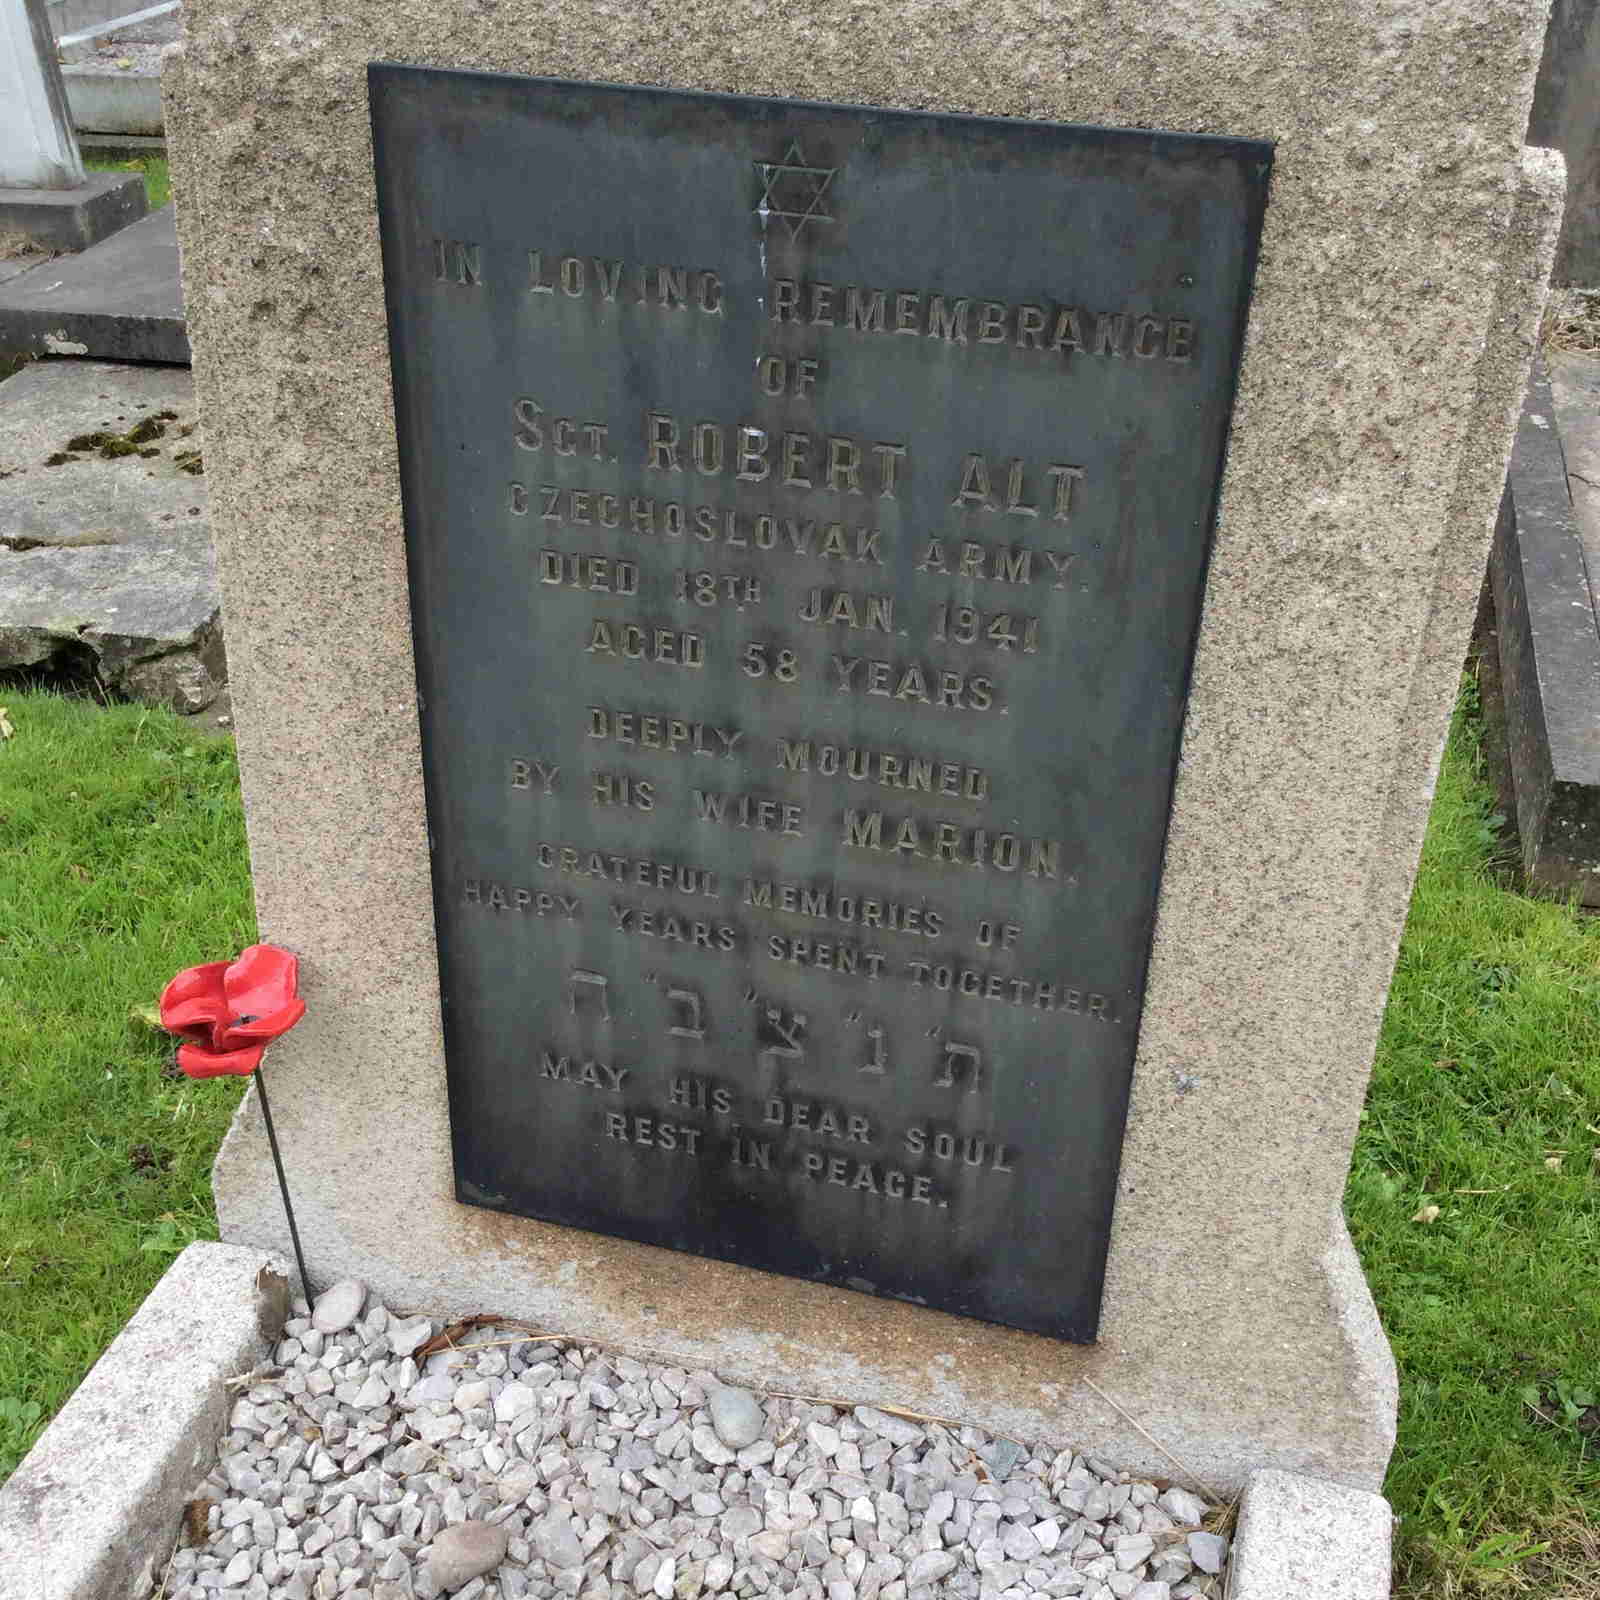 IN LOVING REMEMBRANCE
OF
SGT. ROBERT ALT
CZECHOSLOVAK ARMY.
DIED 18TH JAN. 1941
AGED 58 YEARS.
DEEPLY MOURNED
BY HIS WIFE MARION.
GRATEFUL MEMORIES OF
HAPPY YEARS SPENT TOGETHER.
ת״נ״צ״ב״ה
MAY HIS DEAR SOUL
REST IN PEACE.